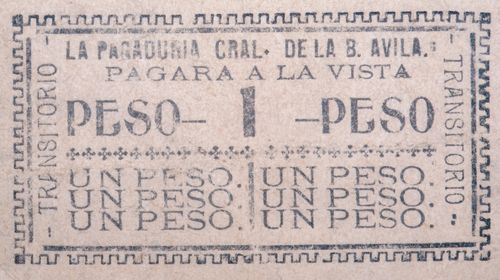 LA PAGADURIA GRAL. DE LA B. AVILA.
PAGARA A LA VISTA
PESO— 1 —PESO
UN PESO. UN PESO.
UN PESO. UN PESO.
UN PESO. UN PESO.
- TRANSITORIO -
- TRANSITORIO -